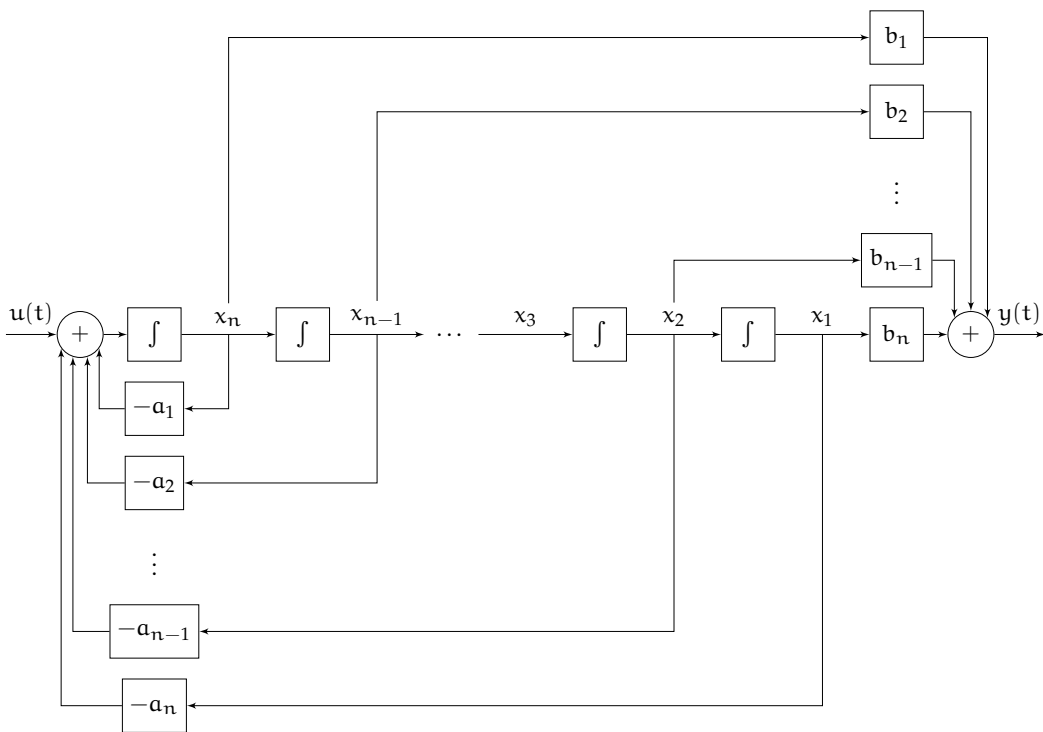 b₁
b₂
⋮
bₙ₋₁
u(t) + ∫ xₙ ∫ xₙ₋₁ ⋯ x₃ ∫ x₂ ∫ x₁ bₙ + y(t)
−a₁
−a₂
⋮
−aₙ₋₁
−aₙ